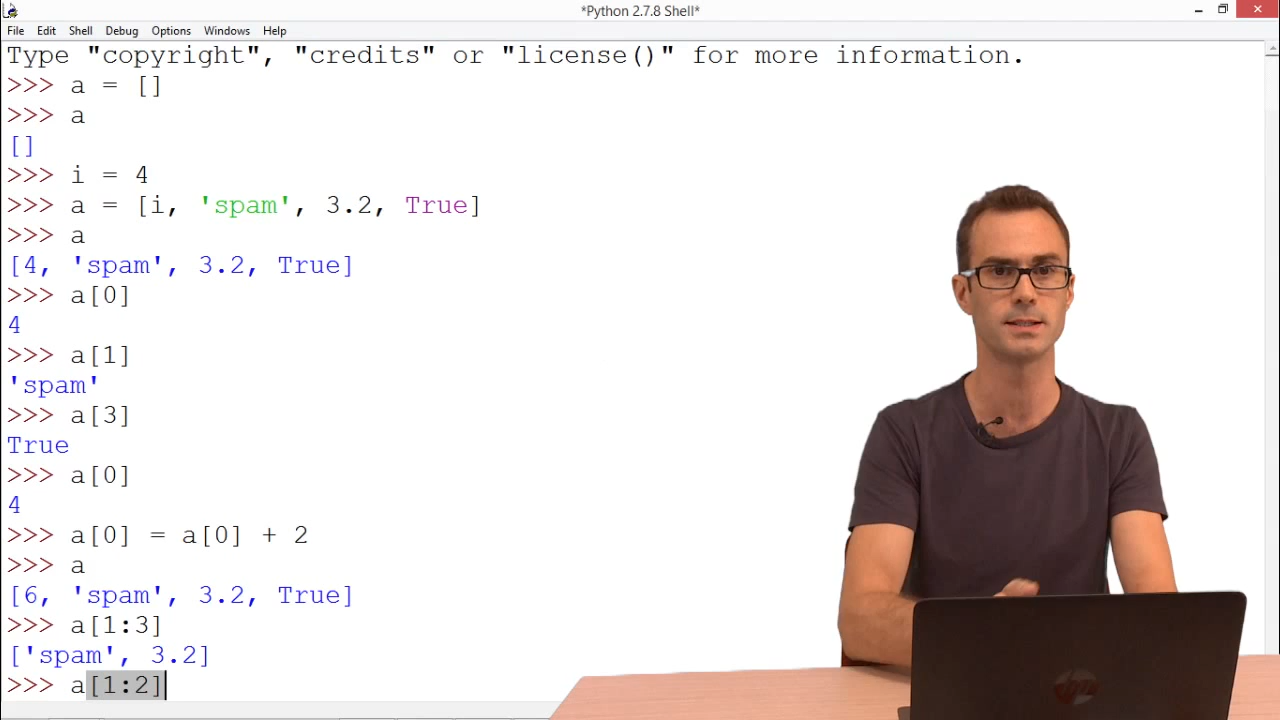 *Python 2.7.8 Shell*
File Edit Shell Debug Options Windows Help
Type "copyright", "credits" or "license()" for more information.
>>> a = []
>>> a
[]
>>> i = 4
>>> a = [i, 'spam', 3.2, True]
>>> a
[4, 'spam', 3.2, True]
>>> a[0]
4
>>> a[1]
'spam'
>>> a[3]
True
>>> a[0]
4
>>> a[0] = a[0] + 2
>>> a
[6, 'spam', 3.2, True]
>>> a[1:3]
['spam', 3.2]
>>> a[1:2]
hp